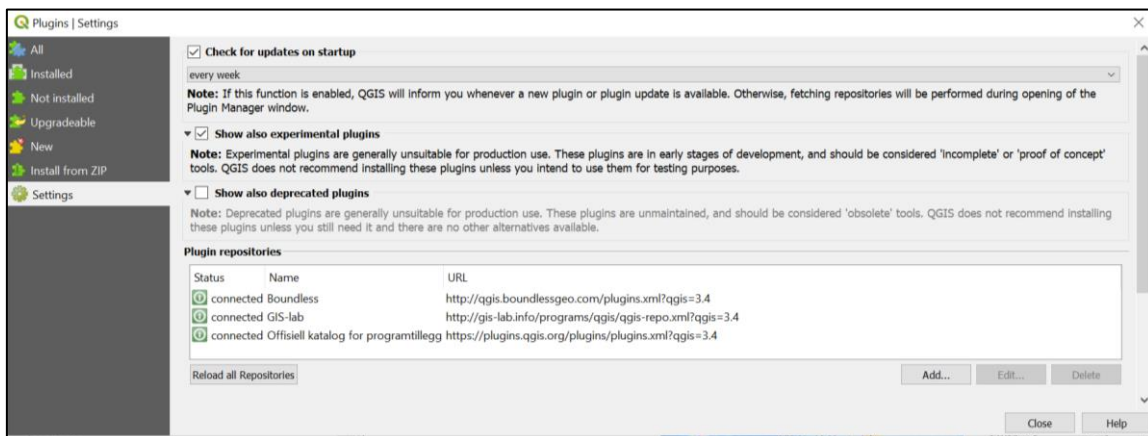 Plugins | Settings
All
Installed
Not installed
Upgradeable
New
Install from ZIP
Settings
Check for updates on startup
every week
Note: If this function is enabled, QGIS will inform you whenever a new plugin or plugin update is available. Otherwise, fetching repositories will be performed during opening of the
Plugin Manager window.
Show also experimental plugins
Note: Experimental plugins are generally unsuitable for production use. These plugins are in early stages of development, and should be considered 'incomplete' or 'proof of concept'
tools. QGIS does not recommend installing these plugins unless you intend to use them for testing purposes.
Show also deprecated plugins
Note: Deprecated plugins are generally unsuitable for production use. These plugins are unmaintained, and should be considered 'obsolete' tools. QGIS does not recommend installing
these plugins unless you still need it and there are no other alternatives available.
Plugin repositories
Status Name URL
connected Boundless http://qgis.boundlessgeo.com/plugins.xml?qgis=3.4
connected GIS-lab http://gis-lab.info/programs/qgis/qgis-repo.xml?qgis=3.4
connected Offisiell katalog for programtillegg https://plugins.qgis.org/plugins/plugins.xml?qgis=3.4
Reload all Repositories Add... Edit... Delete
Close Help